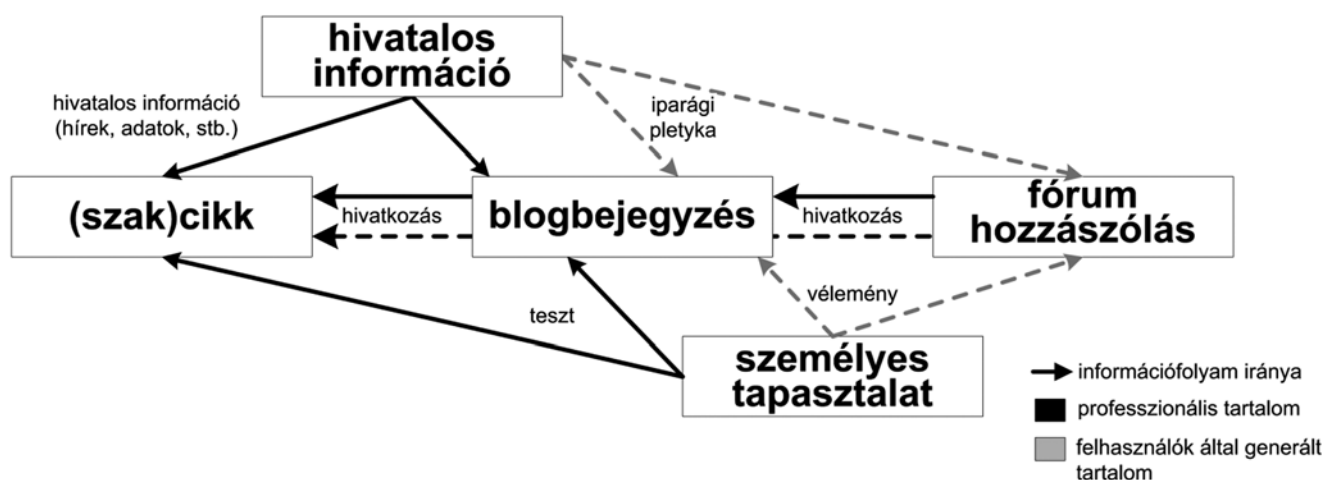 hivatalos
információ
hivatalos információ
(hírek, adatok, stb.)
iparági
pletyka
(szak)cikk
hivatkozás
blogbejegyzés
hivatkozás
fórum
hozzászólás
teszt
vélemény
személyes
tapasztalat
információfolyam iránya
professzionális tartalom
felhasználók által generált
tartalom